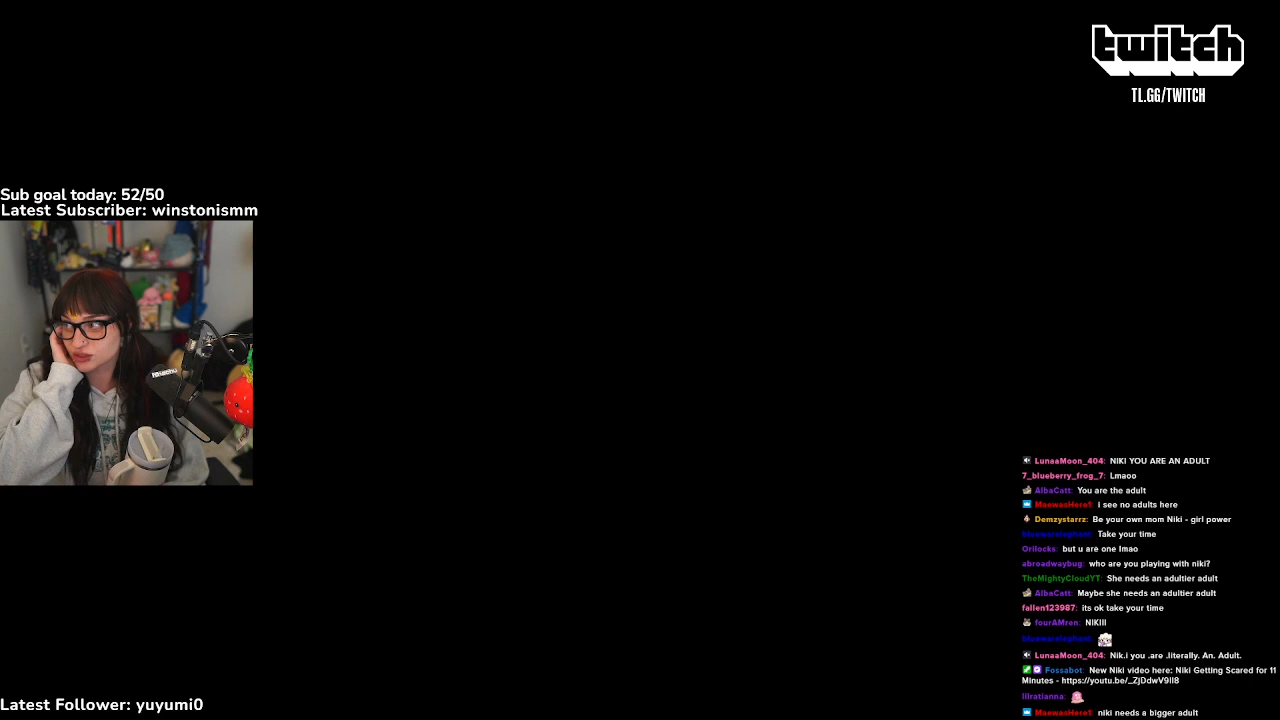 twitch
TL.GG/TWITCH
Sub goal today: 52/50
Latest Subscriber: winstonismm
LunaaMoon_404: NIKI YOU ARE AN ADULT
7_blueberry_frog_7: Lmaoo
AlbaCatt: You are the adult
MaewasHere1: I see no adults here
Demzystarrz: Be your own mom Niki - girl power
Take your time
Orilocks: but u are one lmao
abroadwaybug: who are you playing with niki?
TheMightyCloudYT: She needs an adultier adult
AlbaCatt: Maybe she needs an adultier adult
fallen123987: its ok take your time
fourAMren: NIKIII
LunaaMoon_404: Nik.i you .are .literally. An. Adult.
Fossabot: New Niki video here: Niki Getting Scared for 11
Minutes - https://youtu.be/_ZjDdwV9II8
lilratianna:
MaewasHere1: niki needs a bigger adult
Latest Follower: yuyumi0